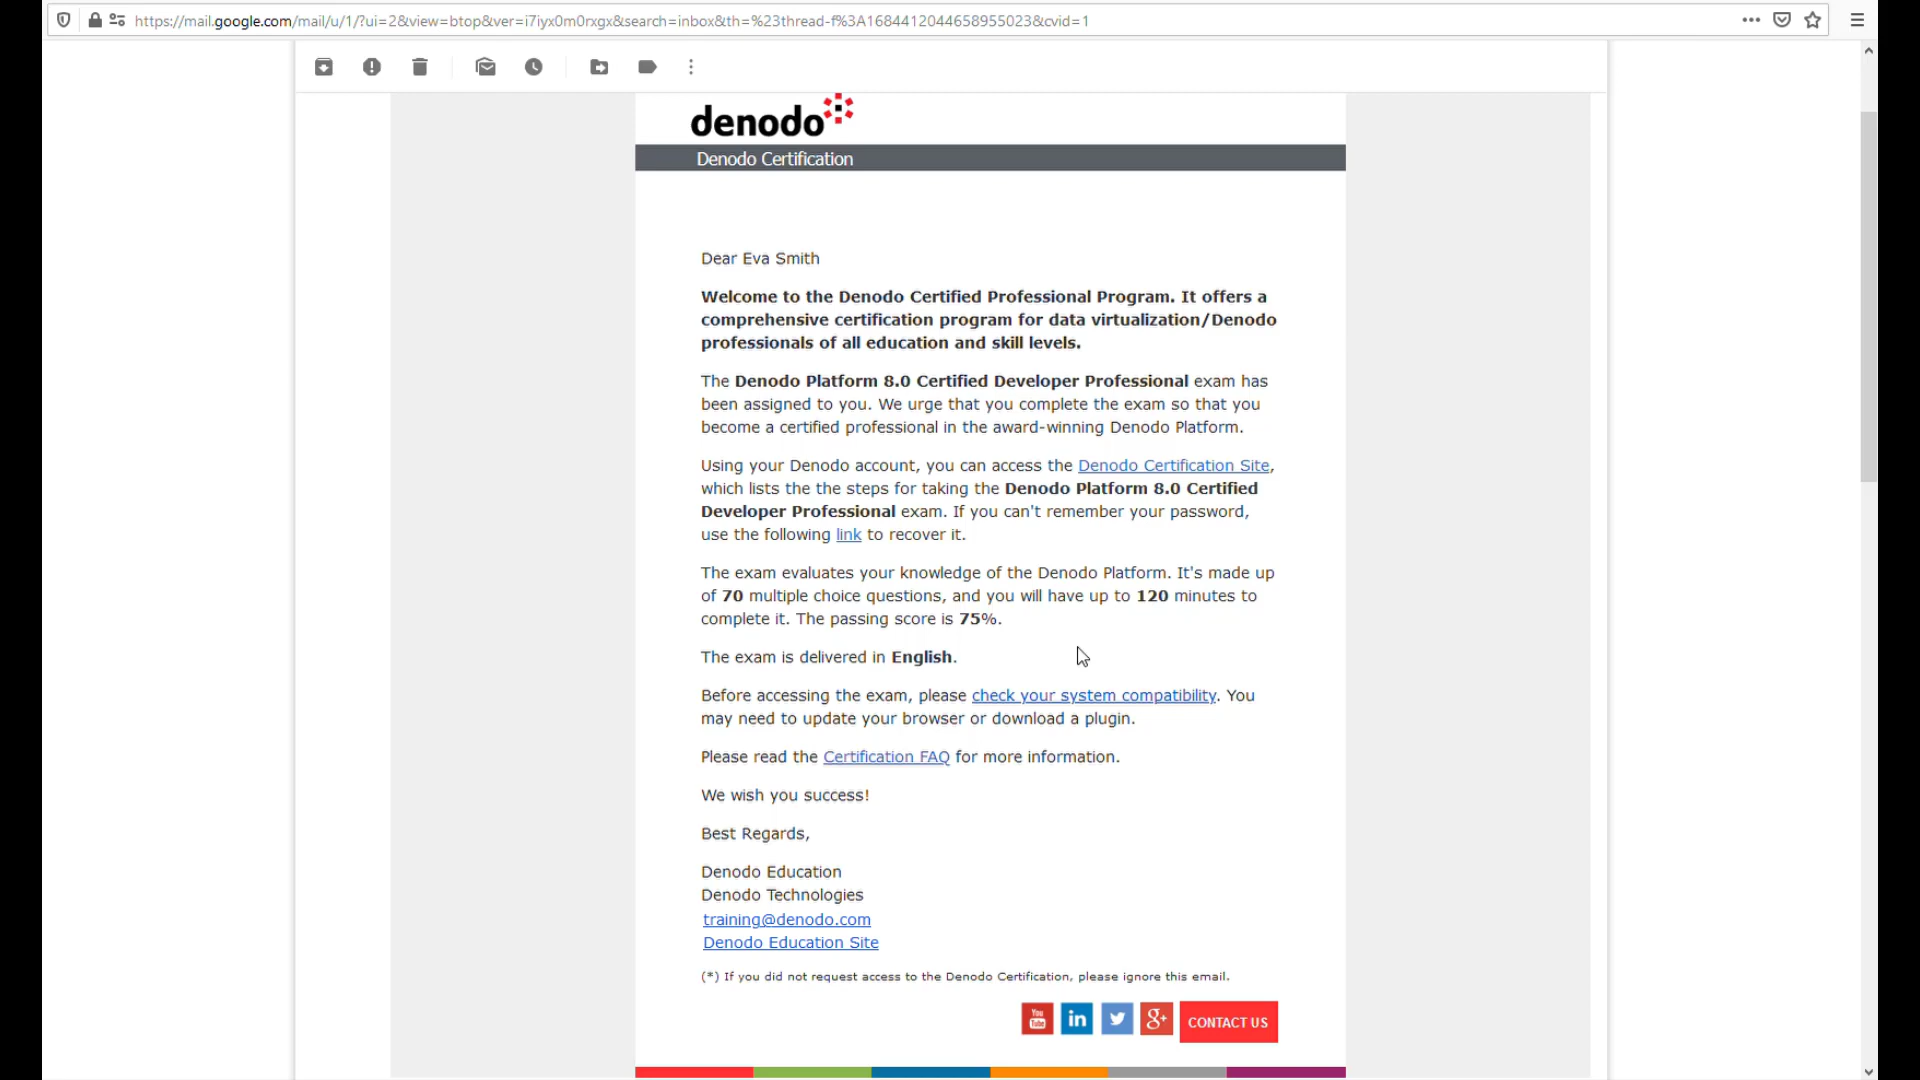 https://mail.google.com/mail/u/1/?ui=2&view=btop&ver=i7iyx0m0rxgx&search=inbox&th=%23thread-f%3A1684412044658955023&cvid=1
denodo
Denodo Certification
Dear Eva Smith
Welcome to the Denodo Certified Professional Program. It offers a
comprehensive certification program for data virtualization/Denodo
professionals of all education and skill levels.
The Denodo Platform 8.0 Certified Developer Professional exam has
been assigned to you. We urge that you complete the exam so that you
become a certified professional in the award-winning Denodo Platform.
Using your Denodo account, you can access the Denodo Certification Site,
which lists the the steps for taking the Denodo Platform 8.0 Certified
Developer Professional exam. If you can't remember your password,
use the following link to recover it.
The exam evaluates your knowledge of the Denodo Platform. It's made up
of 70 multiple choice questions, and you will have up to 120 minutes to
complete it. The passing score is 75%.
The exam is delivered in English.
Before accessing the exam, please check your system compatibility. You
may need to update your browser or download a plugin.
Please read the Certification FAQ for more information.
We wish you success!
Best Regards,
Denodo Education
Denodo Technologies
training@denodo.com
Denodo Education Site
(*) If you did not request access to the Denodo Certification, please ignore this email.
You Tube in g+ CONTACT US